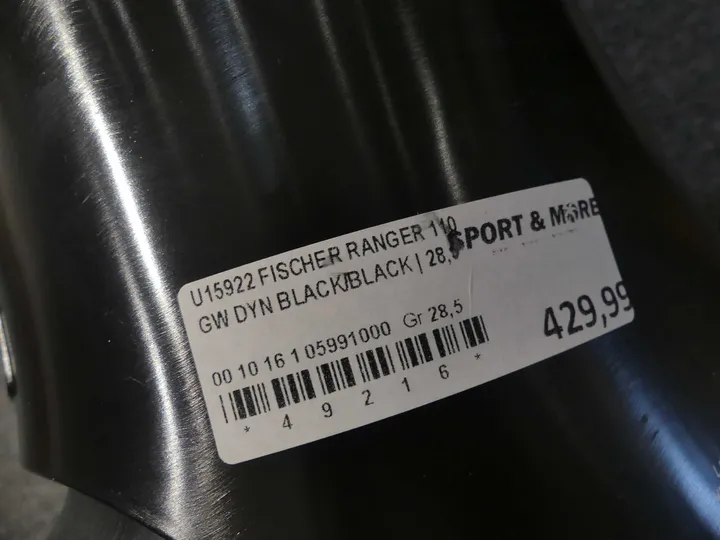 SPORT & MORE
U15922 FISCHER RANGER 110
GW DYN BLACK/BLACK | 28,5
00 10 16 1 05991000 Gr 28,5
429,99
* 4 9 2 1 6 *